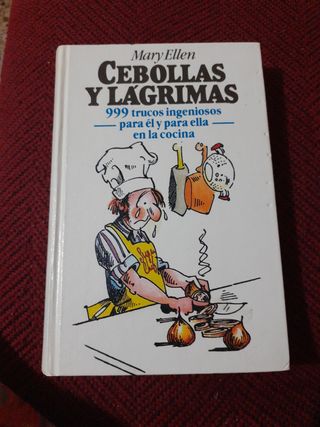 Mary Ellen
CEBOLLAS
Y LÁGRIMAS
999 trucos ingeniosos
para él y para ella
en la cocina